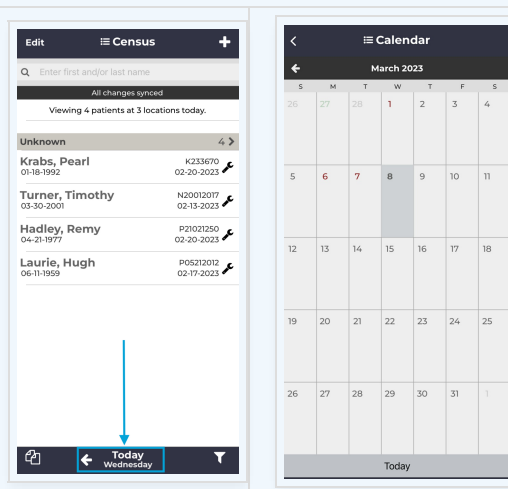 Edit
Census
+
Enter first and/or last name
All changes synced
Viewing 4 patients at 3 locations today.
Unknown 4
Krabs, Pearl K233670
01-18-1992 02-20-2023
Turner, Timothy N20012017
03-30-2001 02-13-2023
Hadley, Remy P21021250
04-21-1977 02-20-2023
Laurie, Hugh P05212012
06-11-1959 02-17-2023
Today
Wednesday
Calendar
March 2023
S M T W T F S
26 27 28 1 2 3 4
5 6 7 8 9 10 11
12 13 14 15 16 17 18
19 20 21 22 23 24 25
26 27 28 29 30 31 1
Today